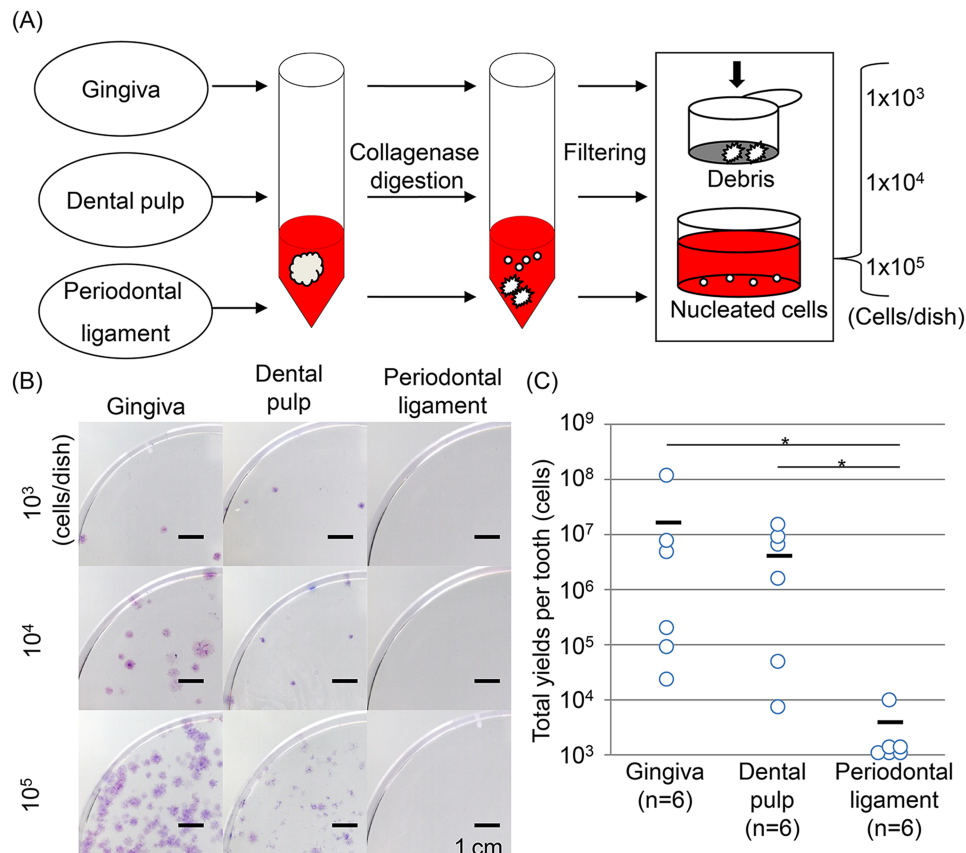 (A)
Gingiva
Dental pulp
Periodontal
ligament
Collagenase
digestion
Filtering
Debris
Nucleated cells
1x10³
1x10⁴
1x10⁵
(Cells/dish)
(B)
Gingiva
Dental
pulp
Periodontal
ligament
10³
(cells/dish)
10⁴
10⁵
1 cm
(C)
Total yields per tooth (cells)
10⁹
10⁸
10⁷
10⁶
10⁵
10⁴
10³
*
*
Gingiva
(n=6)
Dental
pulp
(n=6)
Periodontal
ligament
(n=6)